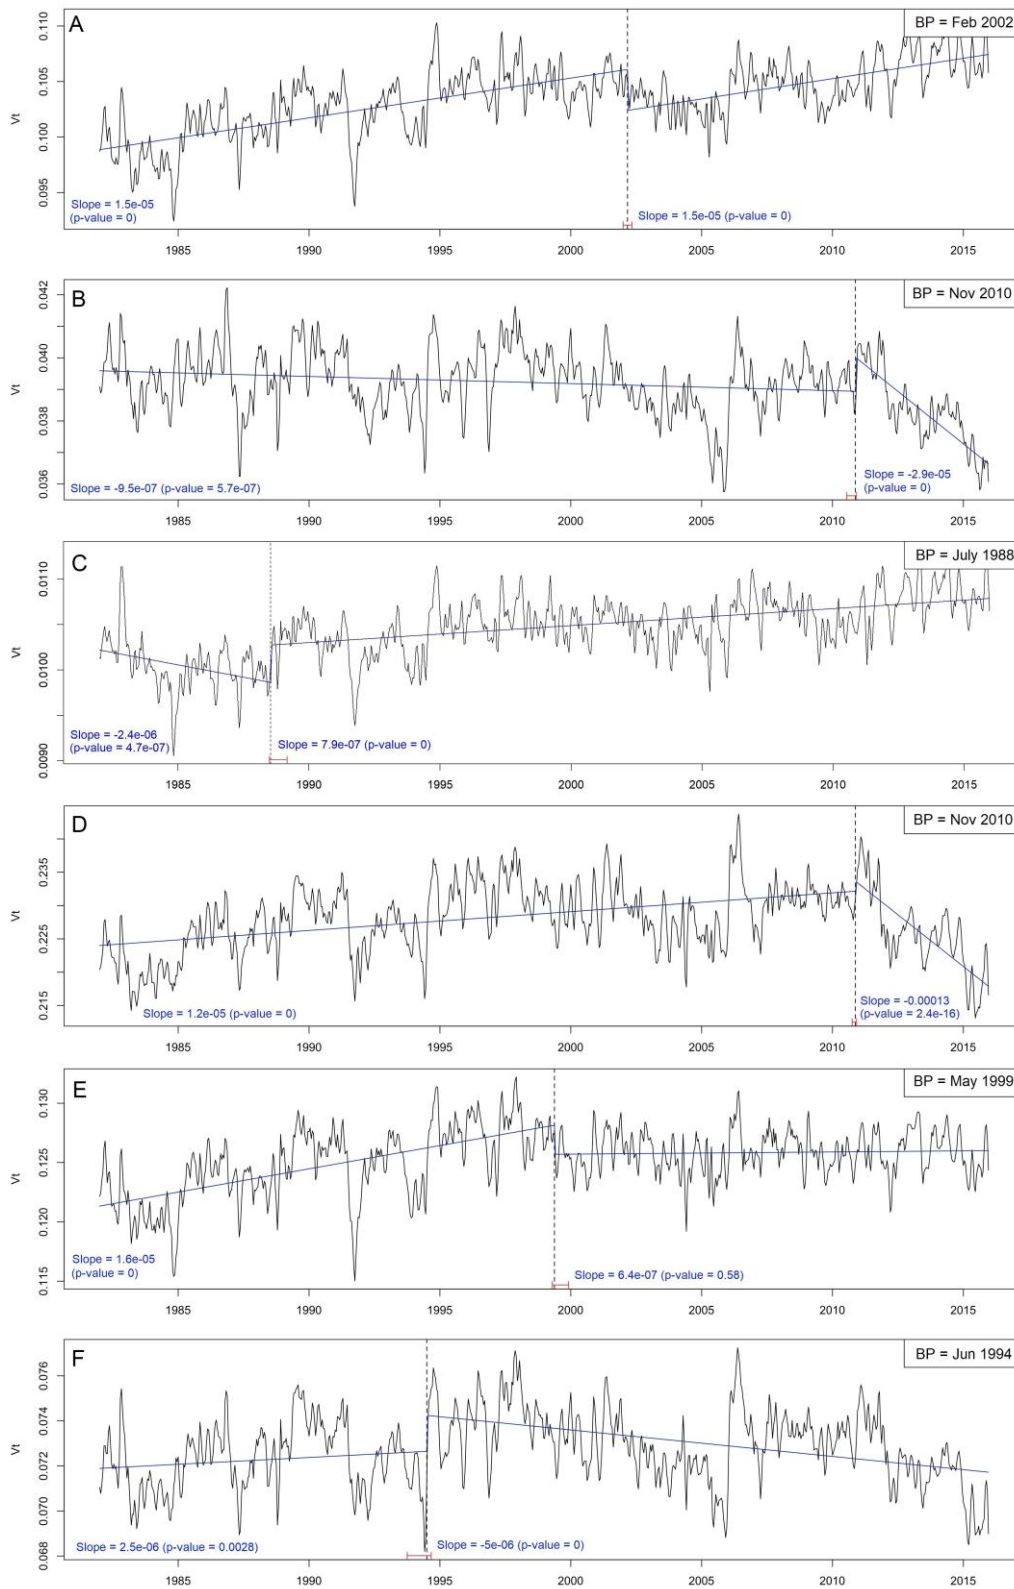 A
BP = Feb 2002
0.110
0.105
0.100
0.095
Vt
Slope = 1.5e-05
(p-value = 0)
Slope = 1.5e-05 (p-value = 0)
1985 1990 1995 2000 2005 2010 2015
B
BP = Nov 2010
0.042
0.040
0.038
0.036
Vt
Slope = -9.5e-07 (p-value = 5.7e-07)
Slope = -2.9e-05
(p-value = 0)
1985 1990 1995 2000 2005 2010 2015
C
BP = July 1988
0.0110
0.0100
0.0090
Vt
Slope = -2.4e-06
(p-value = 4.7e-07)
Slope = 7.9e-07 (p-value = 0)
1985 1990 1995 2000 2005 2010 2015
D
BP = Nov 2010
0.235
0.225
0.215
Vt
Slope = 1.2e-05 (p-value = 0)
Slope = -0.00013
(p-value = 2.4e-16)
1985 1990 1995 2000 2005 2010 2015
E
BP = May 1999
0.130
0.125
0.120
0.115
Vt
Slope = 1.6e-05
(p-value = 0)
Slope = 6.4e-07 (p-value = 0.58)
1985 1990 1995 2000 2005 2010 2015
F
BP = Jun 1994
0.076
0.074
0.072
0.070
0.068
Vt
Slope = 2.5e-06 (p-value = 0.0028)
Slope = -5e-06 (p-value = 0)
1985 1990 1995 2000 2005 2010 2015